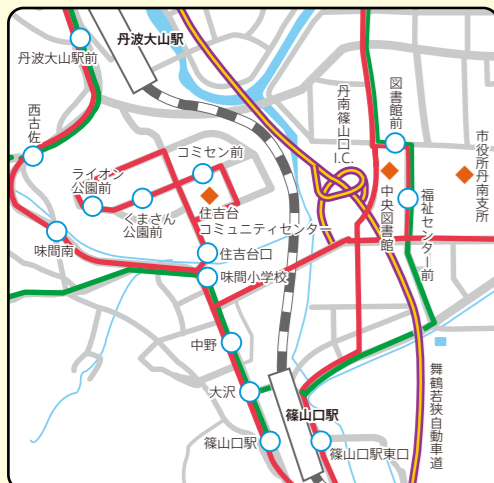 丹波大山駅
丹波大山駅前
西古佐
コミセン前
ライオン
公園前
くまさん
公園前
住吉台
コミュニティセンター
味間南
住吉台口
味間小学校
中野
大沢
篠山口駅
篠山口駅
篠山口駅東口
丹南篠山口
I.C.
図書館前
中央図書館
福祉センター前
市役所丹南支所
舞鶴若狭自動車道